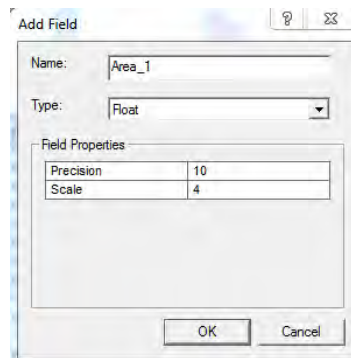 Add Field
Name: Area_1
Type: Float
Field Properties
Precision 10
Scale 4
OK Cancel